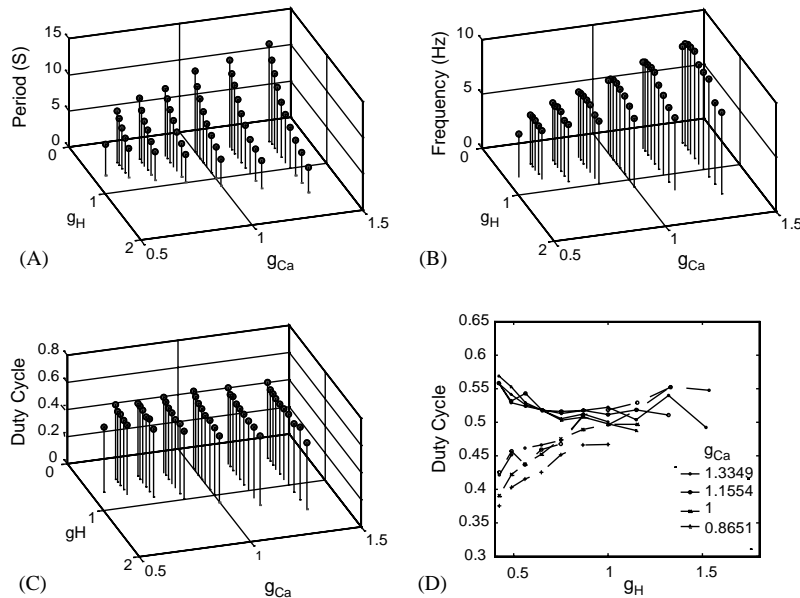 15
10
5
0
Period (S)
0
1
2
g_H
0.5
1
1.5
g_Ca
(A)
10
5
0
Frequency (Hz)
0
1
2
g_H
0.5
1
1.5
g_Ca
(B)
0.8
0.6
0.4
0.2
0
Duty Cycle
0
1
2
gH
0.5
1
1.5
g_Ca
(C)
0.65
0.6
0.55
0.5
0.45
0.4
0.35
0.3
Duty Cycle
g_Ca
1.3349
1.1554
1
0.8651
0.5
1
1.5
g_H
(D)